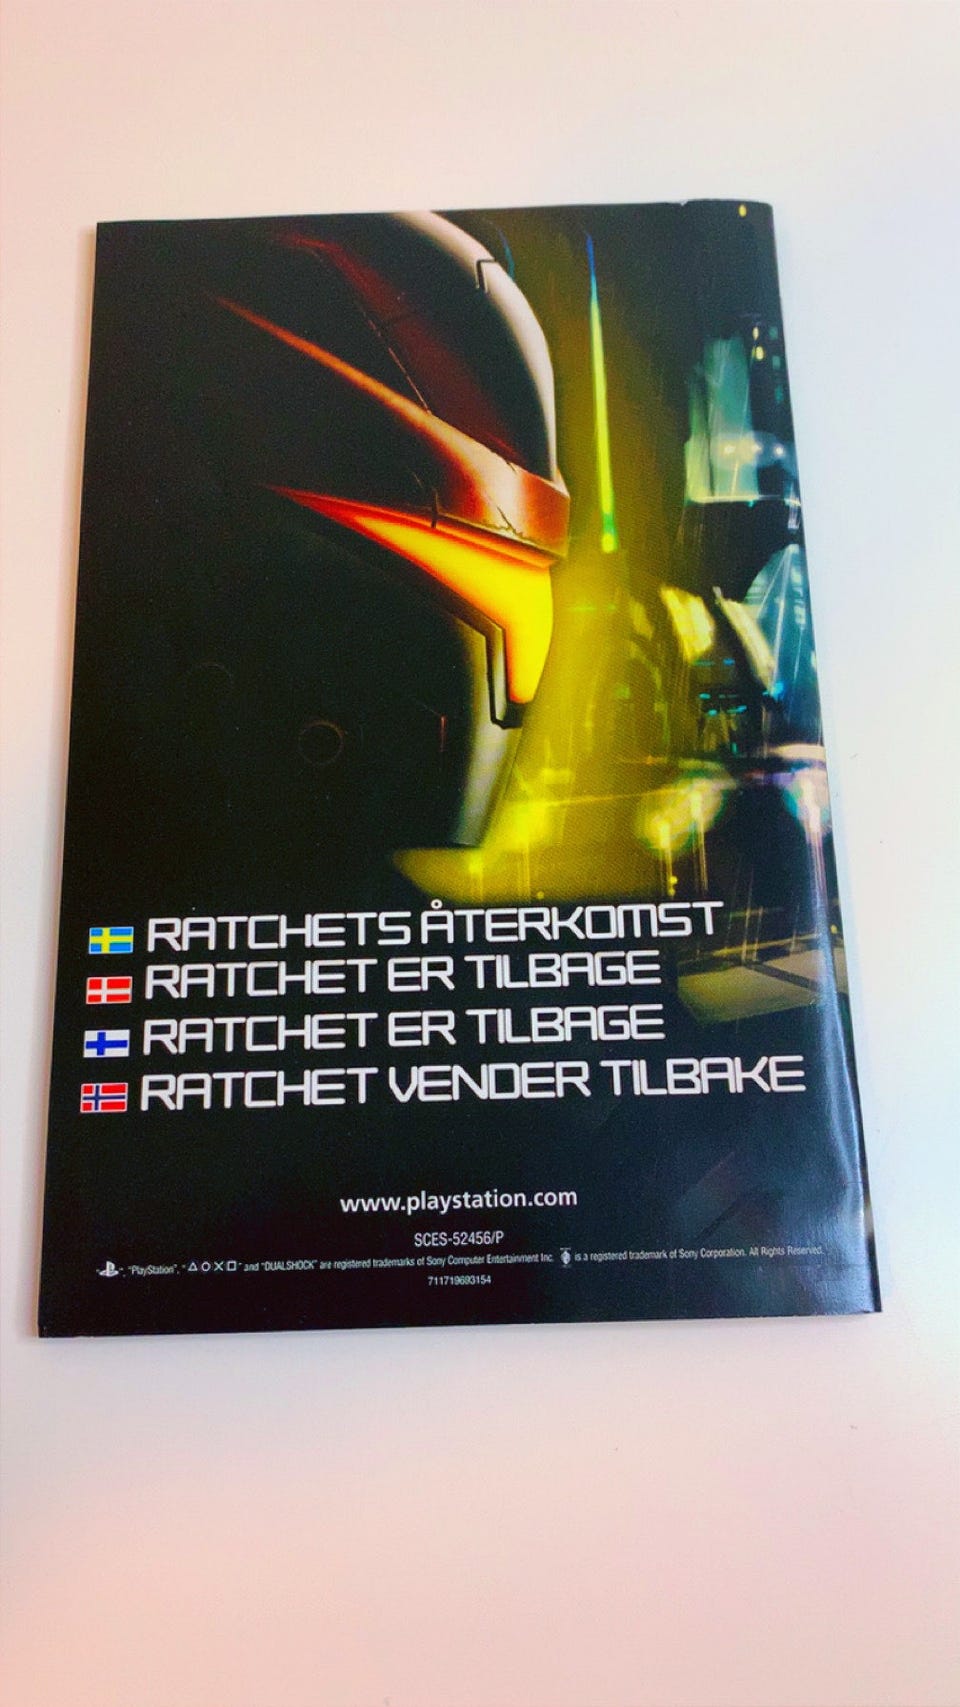 RATCHETS ÅTERKOMST
RATCHET ER TILBAGE
RATCHET ER TILBAGE
RATCHET VENDER TILBAKE
www.playstation.com
SCES-52456/P
"PlayStation", "△○✕□" and "DUALSHOCK" are registered trademarks of Sony Computer Entertainment Inc. is a registered trademark of Sony Corporation. All Rights Reserved.
711719693154